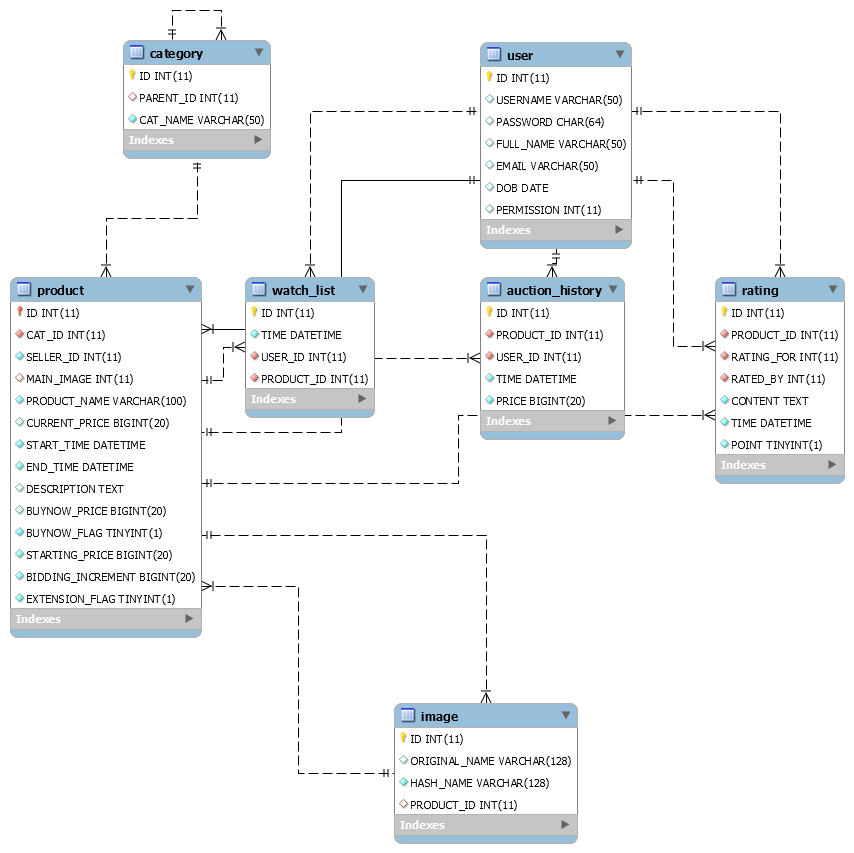 category
ID INT(11)
PARENT_ID INT(11)
CAT_NAME VARCHAR(50)
Indexes
user
ID INT(11)
USERNAME VARCHAR(50)
PASSWORD CHAR(64)
FULL_NAME VARCHAR(50)
EMAIL VARCHAR(50)
DOB DATE
PERMISSION INT(11)
Indexes
product
ID INT(11)
CAT_ID INT(11)
SELLER_ID INT(11)
MAIN_IMAGE INT(11)
PRODUCT_NAME VARCHAR(100)
CURRENT_PRICE BIGINT(20)
START_TIME DATETIME
END_TIME DATETIME
DESCRIPTION TEXT
BUYNOW_PRICE BIGINT(20)
BUYNOW_FLAG TINYINT(1)
STARTING_PRICE BIGINT(20)
BIDDING_INCREMENT BIGINT(20)
EXTENSION_FLAG TINYINT(1)
Indexes
watch_list
ID INT(11)
TIME DATETIME
USER_ID INT(11)
PRODUCT_ID INT(11)
Indexes
auction_history
ID INT(11)
PRODUCT_ID INT(11)
USER_ID INT(11)
TIME DATETIME
PRICE BIGINT(20)
Indexes
rating
ID INT(11)
PRODUCT_ID INT(11)
RATING_FOR INT(11)
RATED_BY INT(11)
CONTENT TEXT
TIME DATETIME
POINT TINYINT(1)
Indexes
image
ID INT(11)
ORIGINAL_NAME VARCHAR(128)
HASH_NAME VARCHAR(128)
PRODUCT_ID INT(11)
Indexes